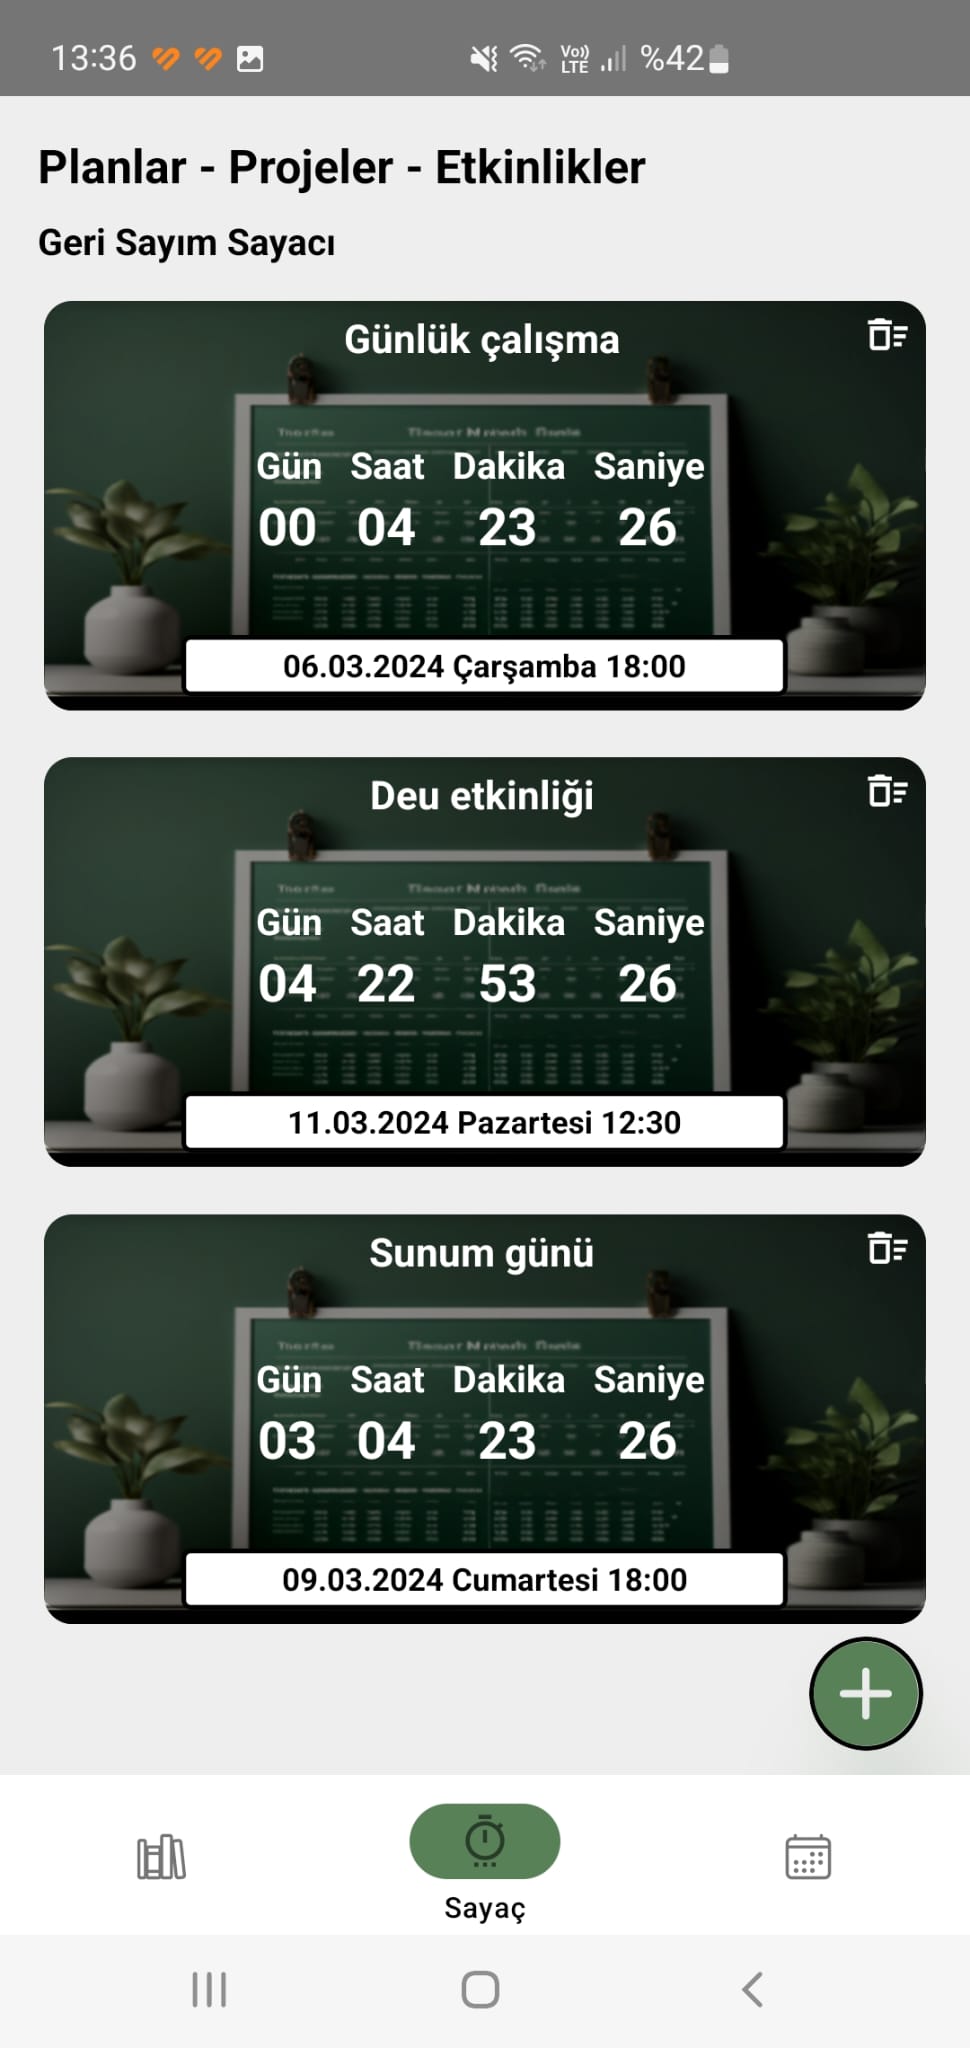 13:36 Vo)) LTE %42
Planlar - Projeler - Etkinlikler
Geri Sayım Sayacı
Günlük çalışma
Gün Saat Dakika Saniye
00 04 23 26
06.03.2024 Çarşamba 18:00
Deu etkinliği
Gün Saat Dakika Saniye
04 22 53 26
11.03.2024 Pazartesi 12:30
Sunum günü
Gün Saat Dakika Saniye
03 04 23 26
09.03.2024 Cumartesi 18:00
Sayaç